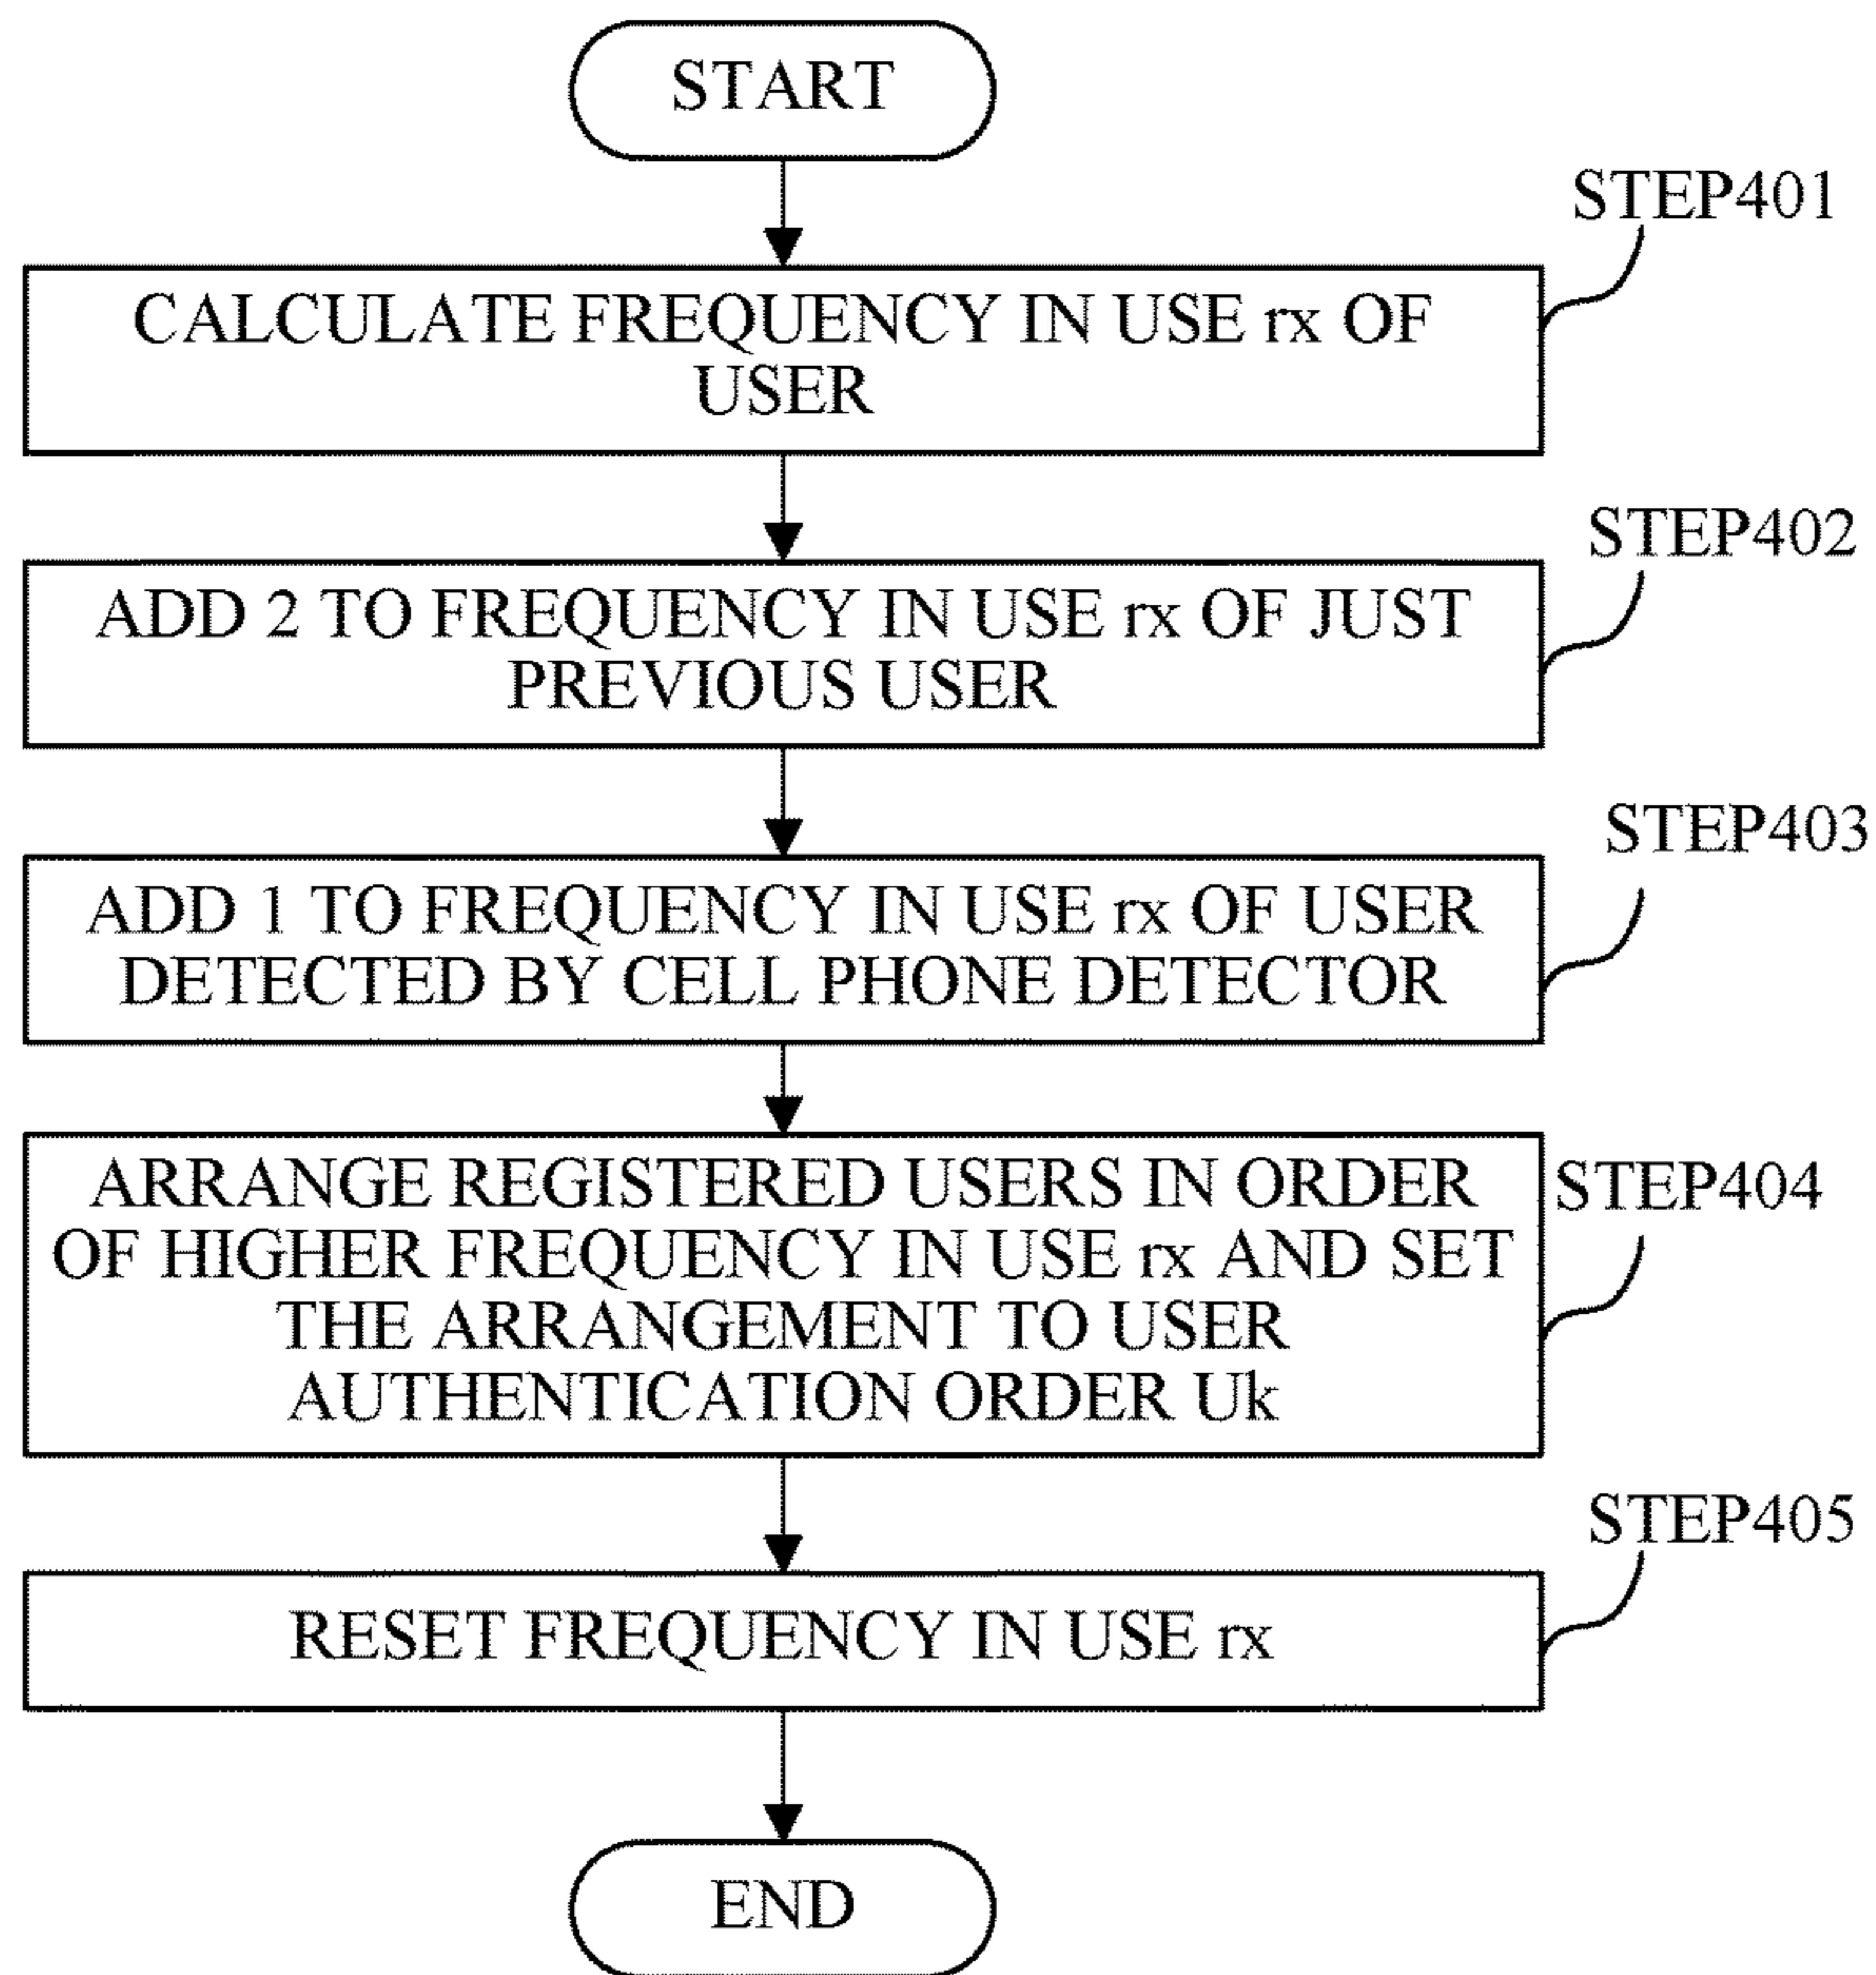 START
STEP401
CALCULATE FREQUENCY IN USE rx OF
USER
STEP402
ADD 2 TO FREQUENCY IN USE rx OF JUST
PREVIOUS USER
STEP403
ADD 1 TO FREQUENCY IN USE rx OF USER
DETECTED BY CELL PHONE DETECTOR
STEP404
ARRANGE REGISTERED USERS IN ORDER
OF HIGHER FREQUENCY IN USE rx AND SET
THE ARRANGEMENT TO USER
AUTHENTICATION ORDER Uk
STEP405
RESET FREQUENCY IN USE rx
END